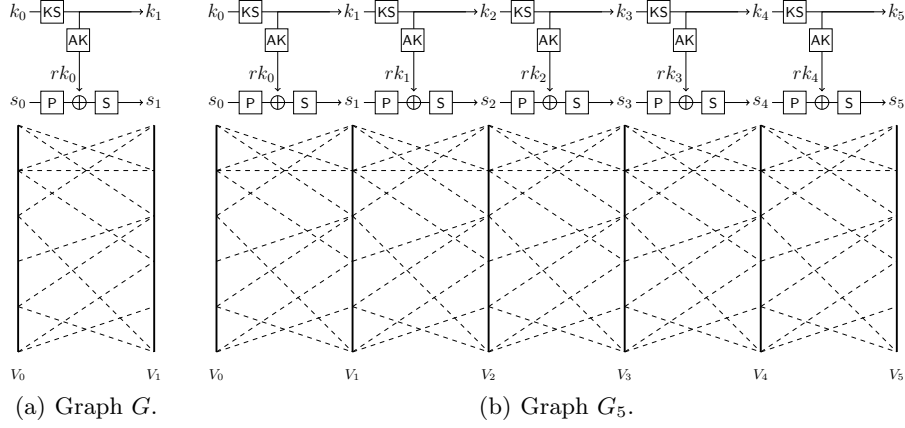 k₀ KS k₁ k₀ KS k₁ KS k₂ KS k₃ KS k₄ KS k₅
AK AK AK AK AK AK
rk₀ rk₀ rk₁ rk₂ rk₃ rk₄
s₀ P S s₁ s₀ P S s₁ P S s₂ P S s₃ P S s₄ P S s₅
V₀ V₁ V₀ V₁ V₂ V₃ V₄ V₅
(a) Graph G. (b) Graph G₅.